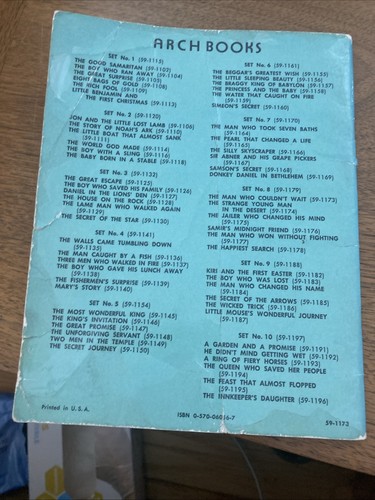 ARCH BOOKS
SET No. 1 (59-1115)
THE GOOD SAMARITAN (59-1102)
THE BOY WHO RAN AWAY (59-1103)
THE GREAT SURPRISE (59-1104)
EIGHT BAGS OF GOLD (59-1105)
THE RICH FOOL (59-1109)
LITTLE BENJAMIN AND
THE FIRST CHRISTMAS (59-1113)
SET No. 2 (59-1120)
JON AND THE LITTLE LOST LAMB (59-1106)
THE STORY OF NOAH'S ARK (59-1110)
THE LITTLE BOAT THAT ALMOST SANK
(59-1111)
THE WORLD GOD MADE (59-1114)
THE BOY WITH A SLING (59-1116)
THE BABY BORN IN A STABLE (59-1118)
SET No. 3 (59-1133)
THE GREAT ESCAPE (59-1125)
THE BOY WHO SAVED HIS FAMILY (59-1126)
DANIEL IN THE LIONS' DEN (59-1127)
THE HOUSE ON THE ROCK (59-1128)
THE LAME MAN WHO WALKED AGAIN
(59-1129)
THE SECRET OF THE STAR (59-1130)
SET No. 4 (59-1141)
THE WALLS CAME TUMBLING DOWN
(59-1135)
THE MAN CAUGHT BY A FISH (59-1136)
THREE MEN WHO WALKED IN FIRE (59-1137)
THE BOY WHO GAVE HIS LUNCH AWAY
(59-1138)
THE FISHERMEN'S SURPRISE (59-1139)
MARY'S STORY (59-1140)
SET No. 5 (59-1154)
THE MOST WONDERFUL KING (59-1145)
THE KING'S INVITATION (59-1146)
THE GREAT PROMISE (59-1147)
THE UNFORGIVING SERVANT (59-1148)
TWO MEN IN THE TEMPLE (59-1149)
THE SECRET JOURNEY (59-1150)
SET No. 6 (59-1161)
THE BEGGAR'S GREATEST WISH (59-1155)
THE LITTLE SLEEPING BEAUTY (59-1156)
THE BRAGGY KING OF BABYLON (59-1157)
THE PRINCESS AND THE BABY (59-1158)
THE WATER THAT CAUGHT ON FIRE
(59-1159)
SIMEON'S SECRET (59-1160)
SET No. 7 (59-1170)
THE MAN WHO TOOK SEVEN BATHS
(59-1164)
THE PEARL THAT CHANGED A LIFE
(59-1165)
THE SILLY SKYSCRAPER (59-1166)
SIR ABNER AND HIS GRAPE PICKERS
(59-1167)
SAMSON'S SECRET (59-1168)
DONKEY DANIEL IN BETHLEHEM (59-1169)
SET No. 8 (59-1179)
THE MAN WHO COULDN'T WAIT (59-1173)
THE STRANGE YOUNG MAN
IN THE DESERT (59-1174)
THE JAILER WHO CHANGED HIS MIND
(59-1175)
SAMIR'S MIDNIGHT FRIEND (59-1176)
THE MAN WHO WON WITHOUT FIGHTING
(59-1177)
THE HAPPIEST SEARCH (59-1178)
SET No. 9 (59-1188)
KIRI AND THE FIRST EASTER (59-1182)
THE BOY WHO WAS LOST (59-1183)
THE MAN WHO CHANGED HIS NAME
(59-1184)
THE SECRET OF THE ARROWS (59-1185)
THE WICKED TRICK (59-1186)
LITTLE MOUSE'S WONDERFUL JOURNEY
(59-1187)
SET No. 10 (59-1197)
A GARDEN AND A PROMISE (59-1191)
HE DIDN'T MIND GETTING WET (59-1192)
A RING OF FIERY HORSES (59-1193)
THE QUEEN WHO SAVED HER PEOPLE
(59-1194)
THE FEAST THAT ALMOST FLOPPED
(59-1195)
THE INNKEEPER'S DAUGHTER (59-1196)
Printed in U.S.A.
ISBN 0-570-06036-7
59-1173